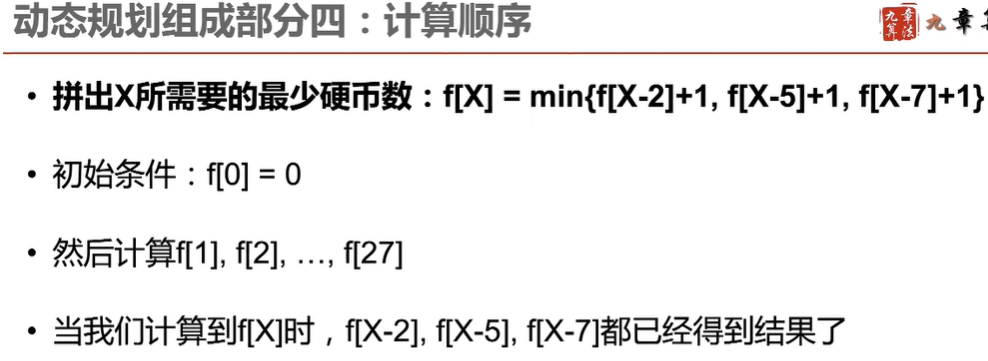 动态规划组成部分四：计算顺序
九章算法 九章
• 拼出X所需要的最少硬币数：f[X] = min{f[X-2]+1, f[X-5]+1, f[X-7]+1}
• 初始条件：f[0] = 0
• 然后计算f[1], f[2], …, f[27]
• 当我们计算到f[X]时，f[X-2], f[X-5], f[X-7]都已经得到结果了